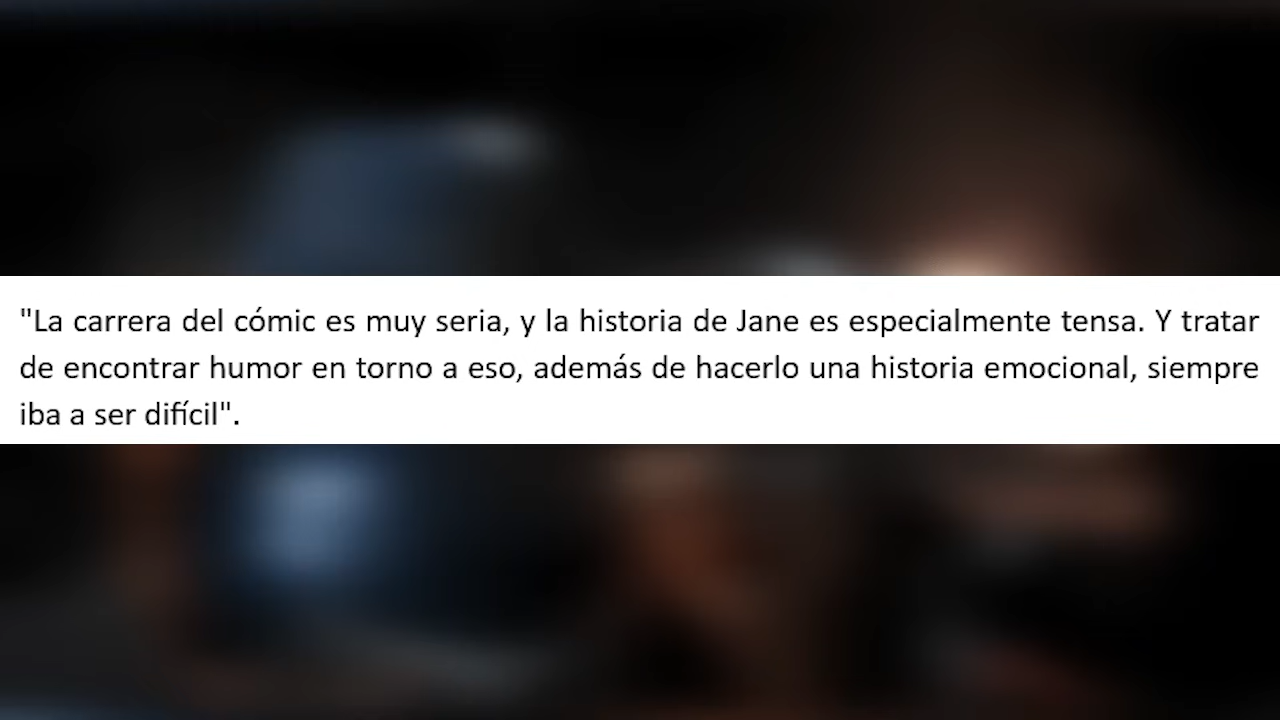 "La carrera del cómic es muy seria, y la historia de Jane es especialmente tensa. Y tratar
de encontrar humor en torno a eso, además de hacerlo una historia emocional, siempre
iba a ser difícil".